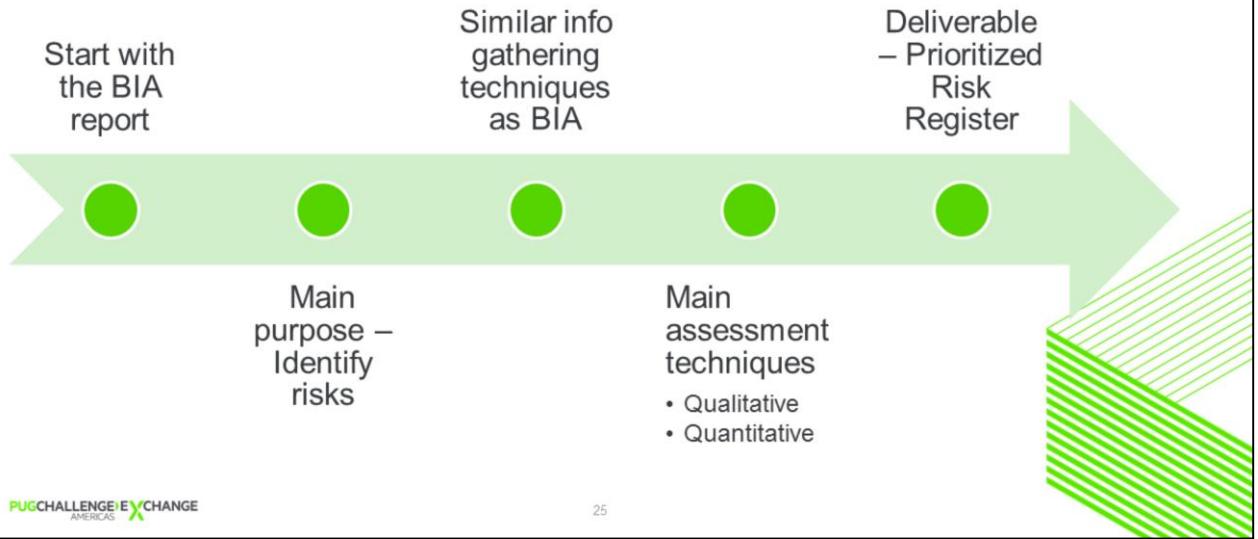 Start with
the BIA
report
Main
purpose –
Identify
risks
Similar info
gathering
techniques
as BIA
Main
assessment
techniques
• Qualitative
• Quantitative
Deliverable
– Prioritized
Risk
Register
PUGCHALLENGE EXCHANGE
AMERICAS
25